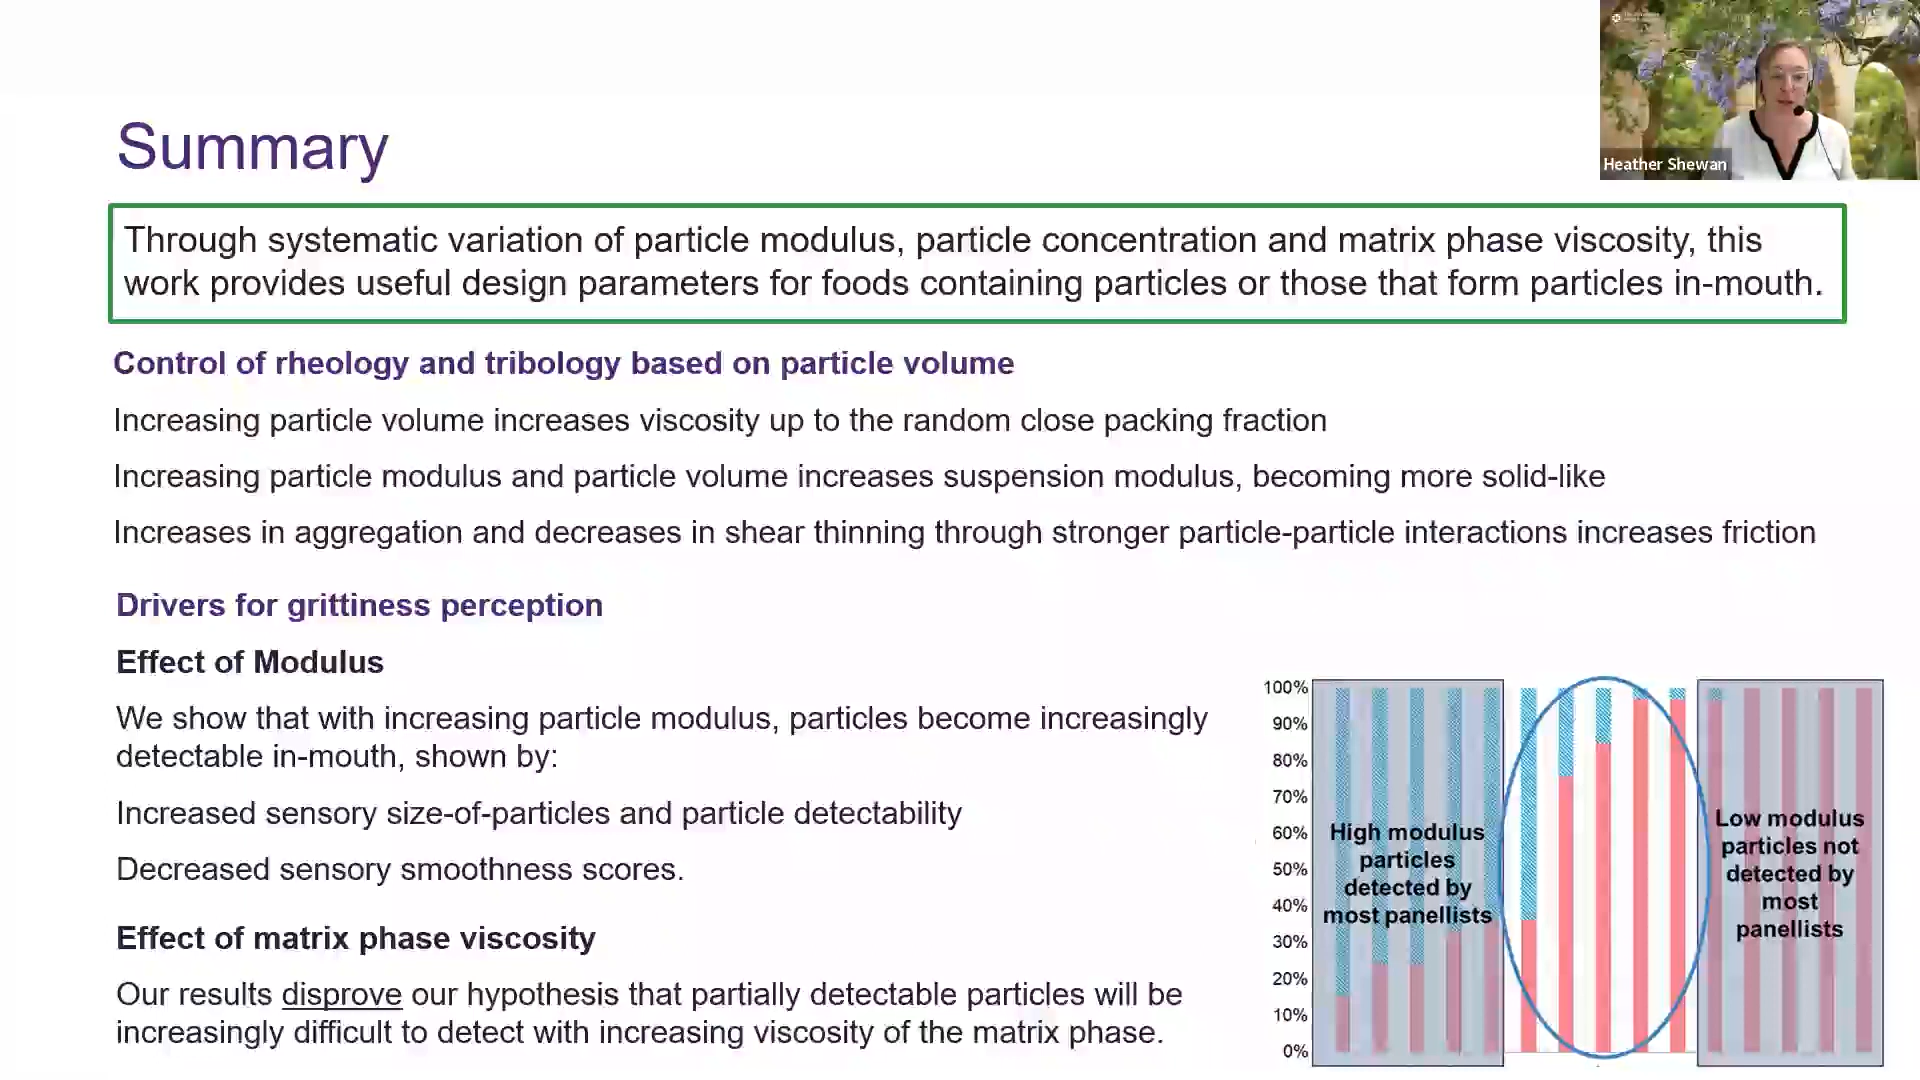 Summary
Heather Shewan
Through systematic variation of particle modulus, particle concentration and matrix phase viscosity, this
work provides useful design parameters for foods containing particles or those that form particles in-mouth.
Control of rheology and tribology based on particle volume
Increasing particle volume increases viscosity up to the random close packing fraction
Increasing particle modulus and particle volume increases suspension modulus, becoming more solid-like
Increases in aggregation and decreases in shear thinning through stronger particle-particle interactions increases friction
Drivers for grittiness perception
Effect of Modulus
We show that with increasing particle modulus, particles become increasingly
detectable in-mouth, shown by:
Increased sensory size-of-particles and particle detectability
Decreased sensory smoothness scores.
Effect of matrix phase viscosity
Our results disprove our hypothesis that partially detectable particles will be
increasingly difficult to detect with increasing viscosity of the matrix phase.
100%
90%
80%
70%
60%
50%
40%
30%
20%
10%
0%
High modulus
particles
detected by
most panellists
Low modulus
particles not
detected by
most
panellists